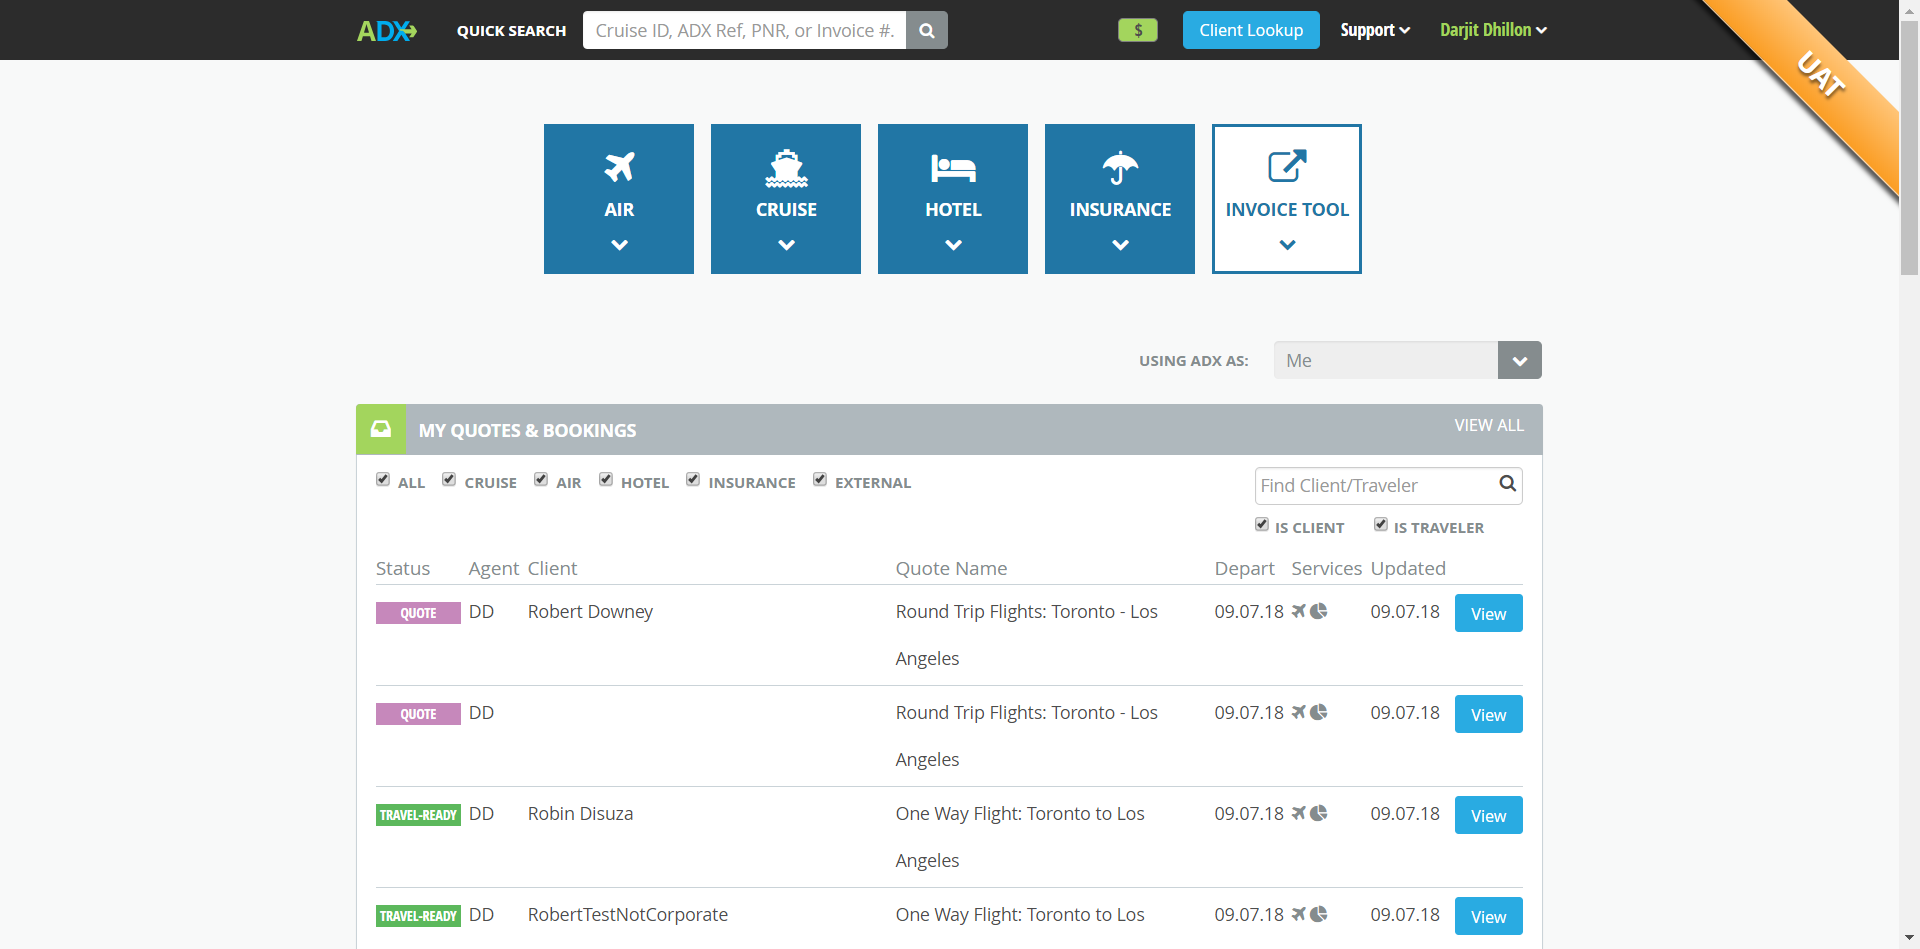 ADX
QUICK SEARCH
Cruise ID, ADX Ref, PNR, or Invoice #.
$
Client Lookup
Support
Darjit Dhillon
UAT
AIR
CRUISE
HOTEL
INSURANCE
INVOICE TOOL
USING ADX AS:
Me
MY QUOTES & BOOKINGS
VIEW ALL
ALL CRUISE AIR HOTEL INSURANCE EXTERNAL
Find Client/Traveler
IS CLIENT IS TRAVELER
Status Agent Client Quote Name Depart Services Updated
QUOTE DD Robert Downey Round Trip Flights: Toronto - Los 09.07.18 09.07.18 View
Angeles
QUOTE DD Round Trip Flights: Toronto - Los 09.07.18 09.07.18 View
Angeles
TRAVEL-READY DD Robin Disuza One Way Flight: Toronto to Los 09.07.18 09.07.18 View
Angeles
TRAVEL-READY DD RobertTestNotCorporate One Way Flight: Toronto to Los 09.07.18 09.07.18 View